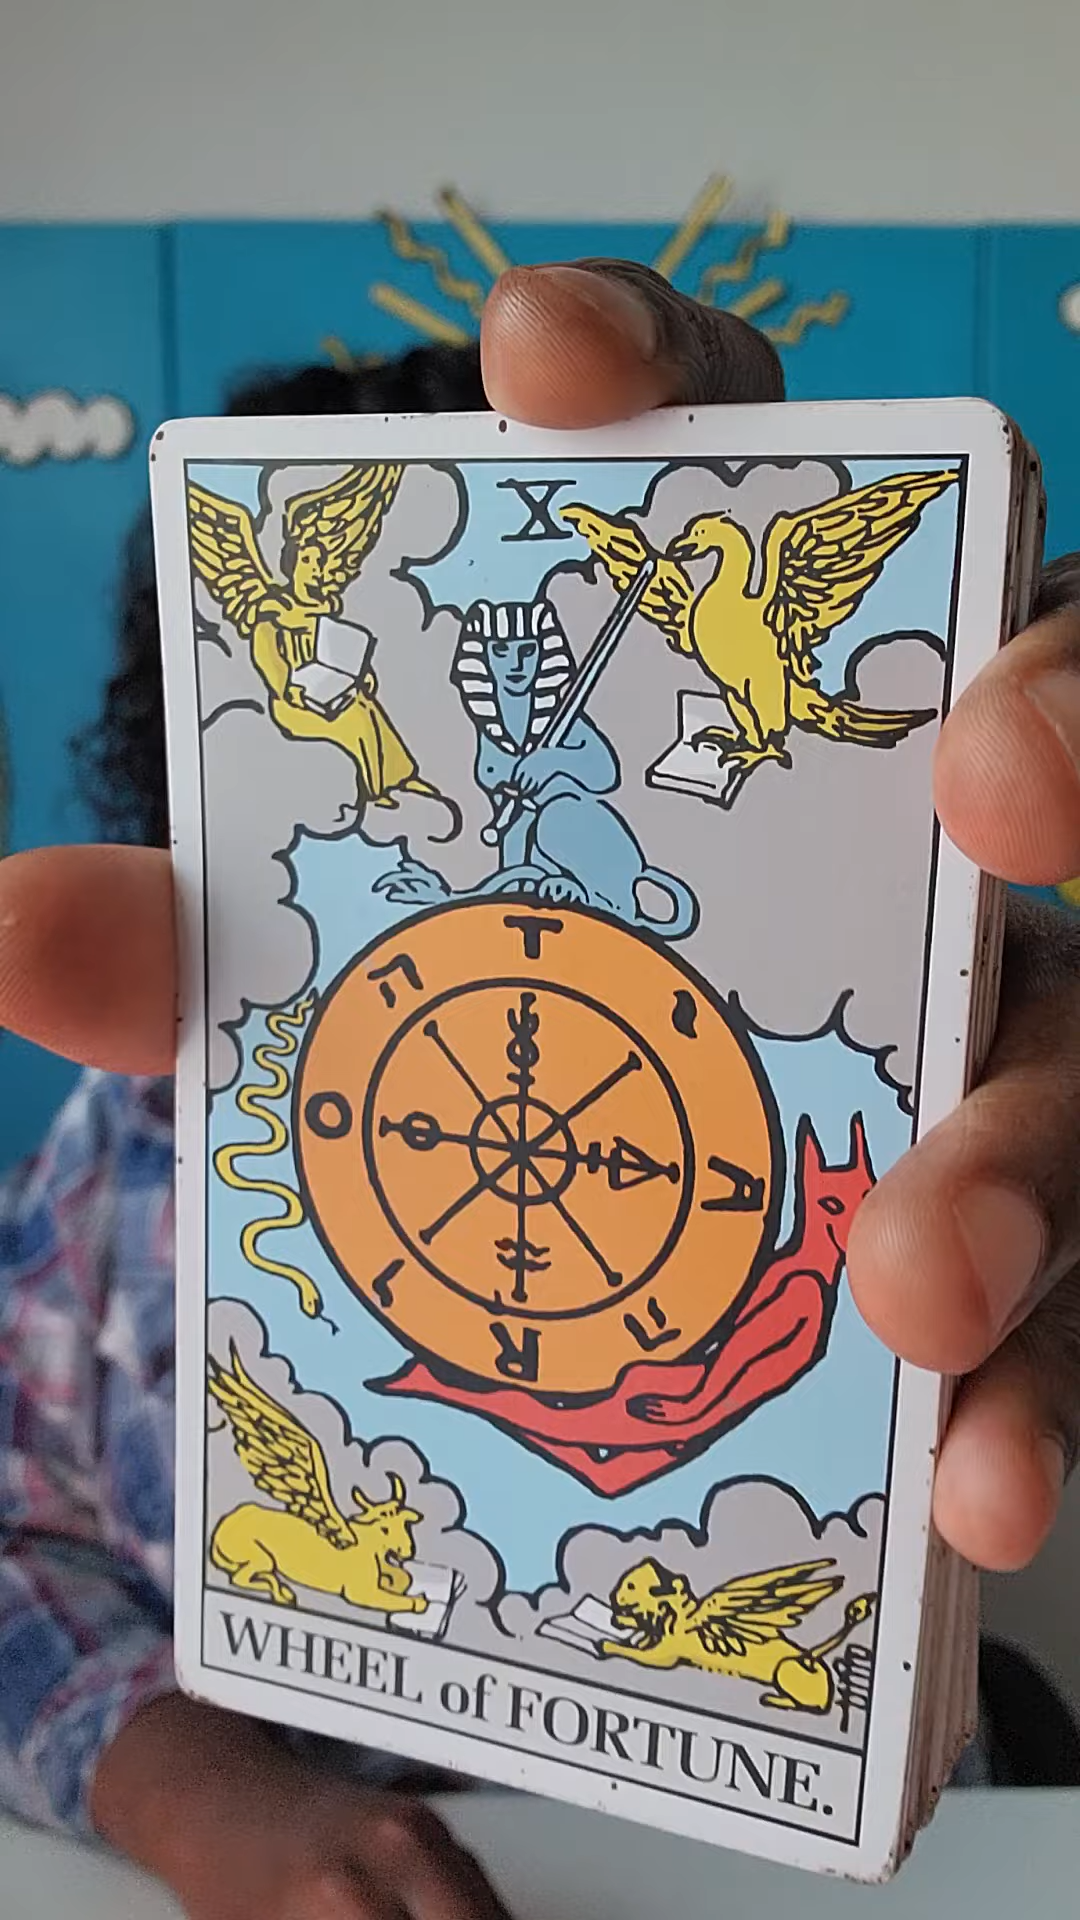 X
T
ה י
O A
ו ה
R
WHEEL of FORTUNE.